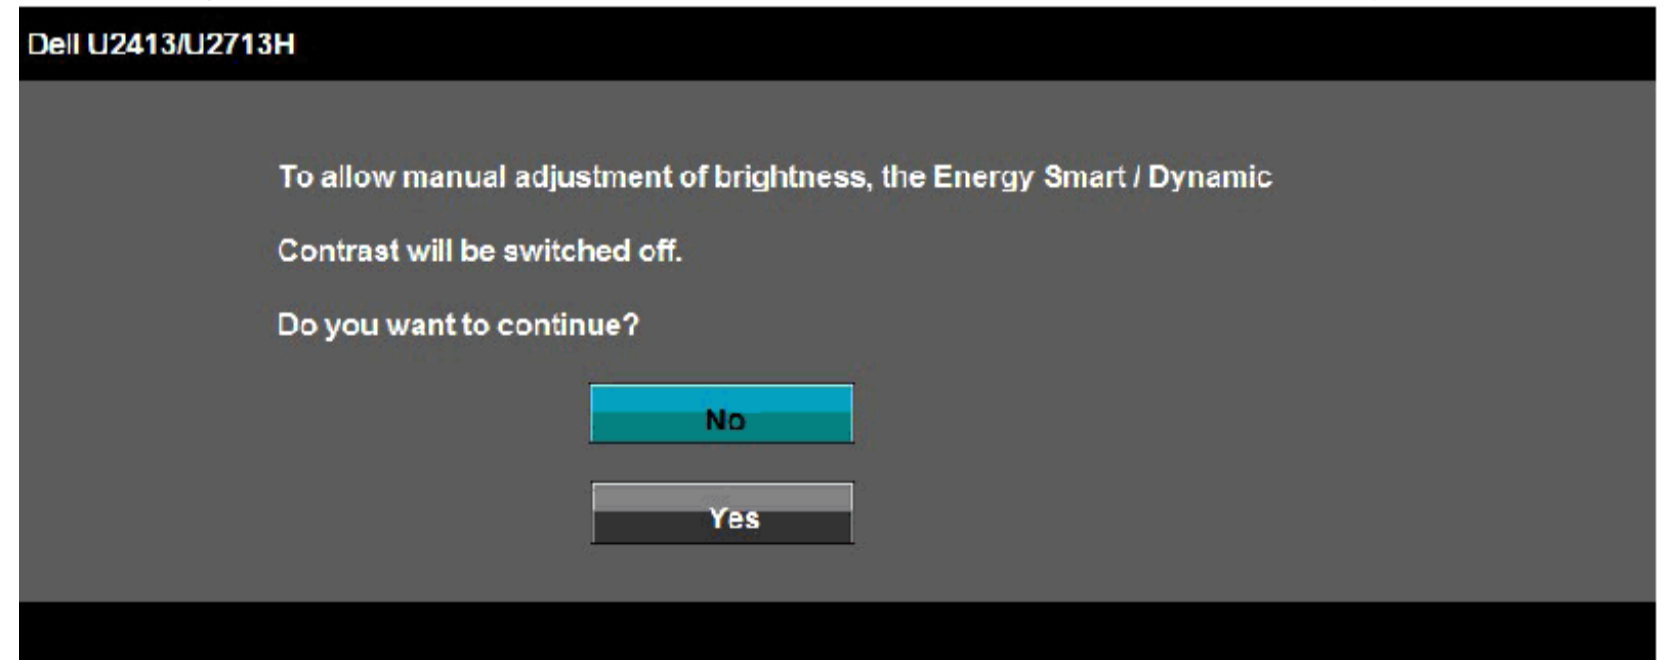 Dell U2413/U2713H
To allow manual adjustment of brightness, the Energy Smart / Dynamic
Contrast will be switched off.
Do you want to continue?
No
Yes